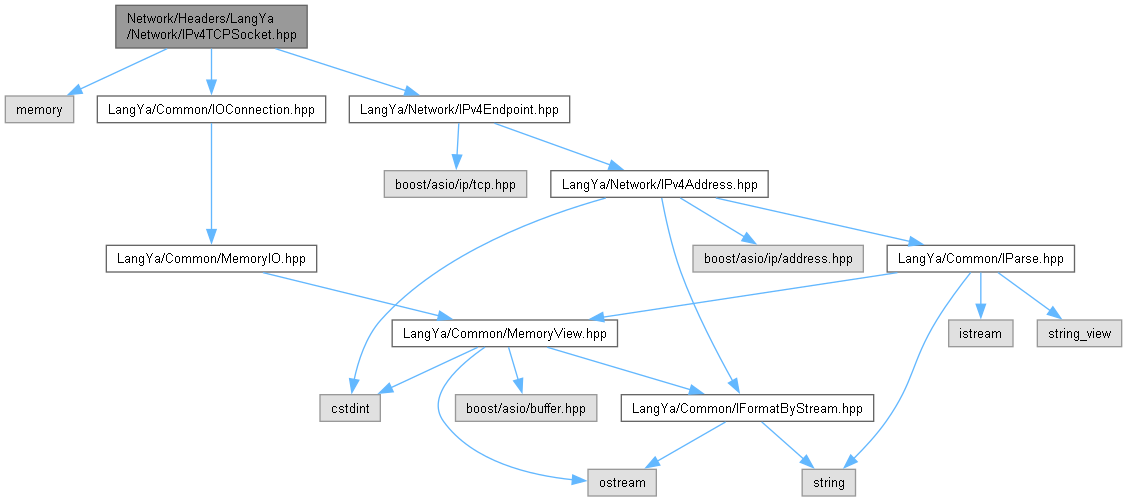 Network/Headers/LangYa
/Network/IPv4TCPSocket.hpp
memory
LangYa/Common/IOConnection.hpp
LangYa/Network/IPv4Endpoint.hpp
boost/asio/ip/tcp.hpp
LangYa/Network/IPv4Address.hpp
LangYa/Common/MemoryIO.hpp
boost/asio/ip/address.hpp
LangYa/Common/IParse.hpp
LangYa/Common/MemoryView.hpp
istream
string_view
cstdint
boost/asio/buffer.hpp
LangYa/Common/IFormatByStream.hpp
ostream
string